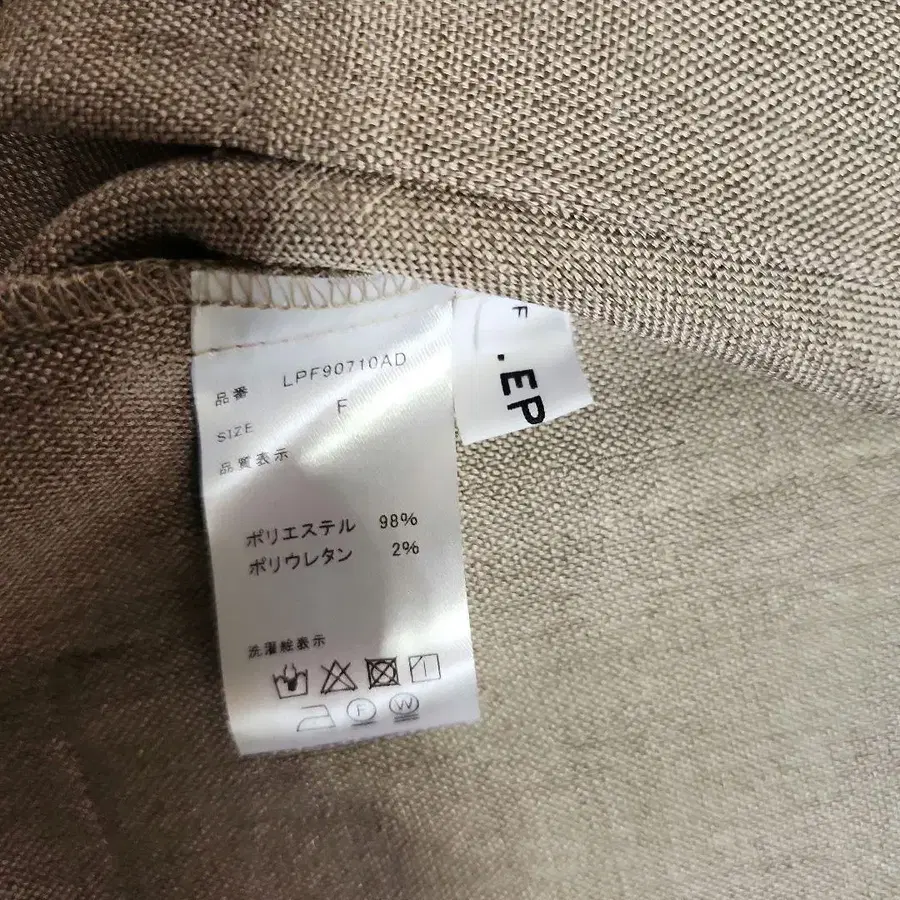 品番 LPF90710AD
SIZE F
品質表示
ポリエステル 98%
ポリウレタン 2%
洗濯絵表示
F W
F
.EP